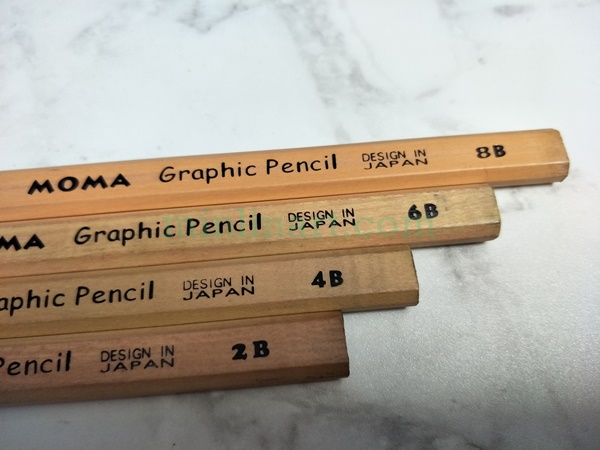 MOMA Graphic Pencil DESIGN IN JAPAN 8B
MA Graphic Pencil DESIGN IN JAPAN 6B
aphic Pencil DESIGN IN JAPAN 4B
Pencil DESIGN IN JAPAN 2B